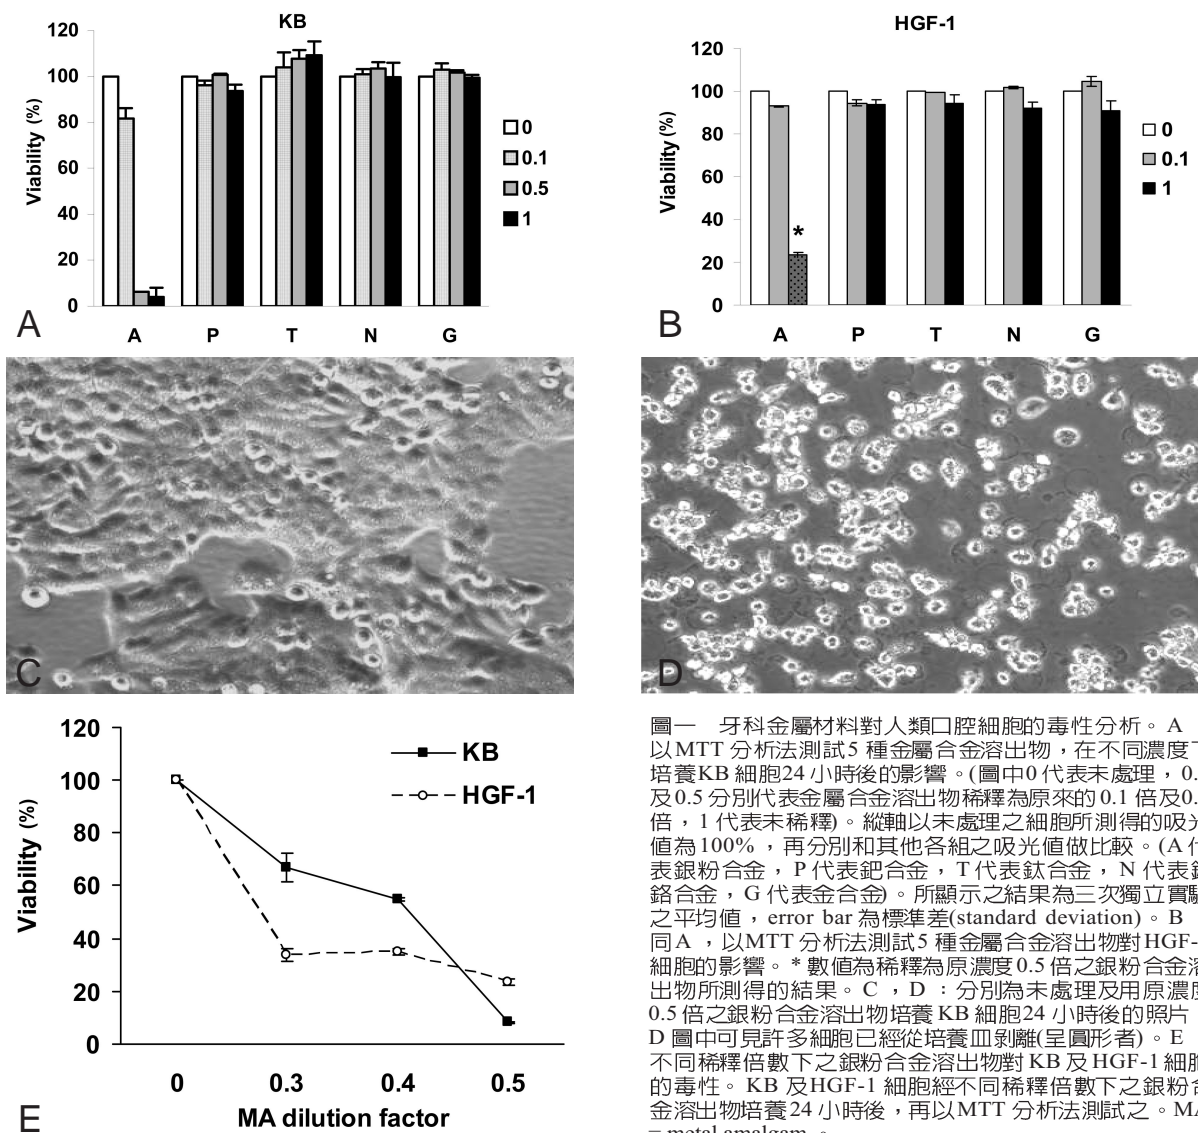 KB
120
100
80
60
40
20
0
Viability (%)
A P T N G
0
0.1
0.5
1
A
HGF-1
120
100
80
60
40
20
0
Viability (%)
*
A P T N G
0
0.1
1
B
C
D
120
100
80
60
40
20
0
Viability (%)
KB
HGF-1
0 0.3 0.4 0.5
MA dilution factor
E
圖一 牙科金屬材料對人類口腔細胞的毒性分析。A
以MTT 分析法測試5 種金屬合金溶出物，在不同濃度下
培養KB 細胞24 小時後的影響。(圖中0 代表未處理，0.
及0.5 分別代表金屬合金溶出物稀釋為原來的0.1 倍及0.
倍，1 代表未稀釋)。縱軸以未處理之細胞所測得的吸光
值為100%，再分別和其他各組之吸光值做比較。(A 代
表銀粉合金，P 代表鈀合金，T 代表鈦合金，N 代表
鉻合金，G 代表金合金)。所顯示之結果為三次獨立實驗
之平均值，error bar 為標準差(standard deviation)。B
同A ，以MTT 分析法測試5 種金屬合金溶出物對HGF-
細胞的影響。* 數值為稀釋為原濃度0.5 倍之銀粉合金溶
出物所測得的結果。C ，D ：分別為未處理及用原濃度
0.5 倍之銀粉合金溶出物培養KB 細胞24 小時後的照片
D 圖中可見許多細胞已經從培養皿剝離(呈圓形者)。E
不同稀釋倍數下之銀粉合金溶出物對KB 及HGF-1 細胞
的毒性。KB 及HGF-1 細胞經不同稀釋倍數下之銀粉合
金溶出物培養24 小時後，再以MTT 分析法測試之。MA
= metal amalgam 。